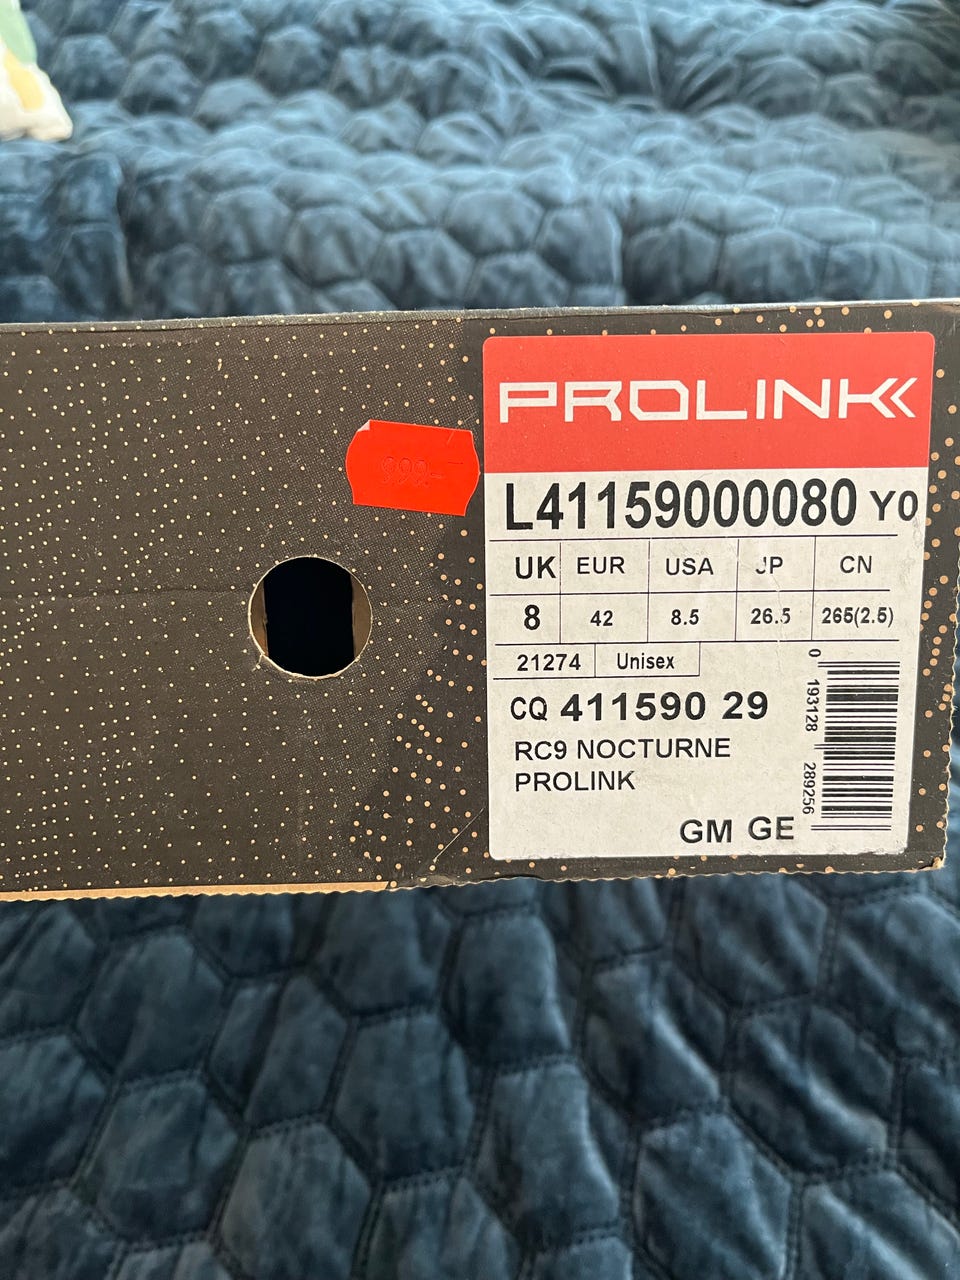 PROLINK
999.-
L41159000080 Y0
UK EUR USA JP CN
8 42 8.5 26.5 265(2.5)
21274 Unisex
CQ 411590 29
RC9 NOCTURNE
PROLINK
GM GE
0 193128 289256